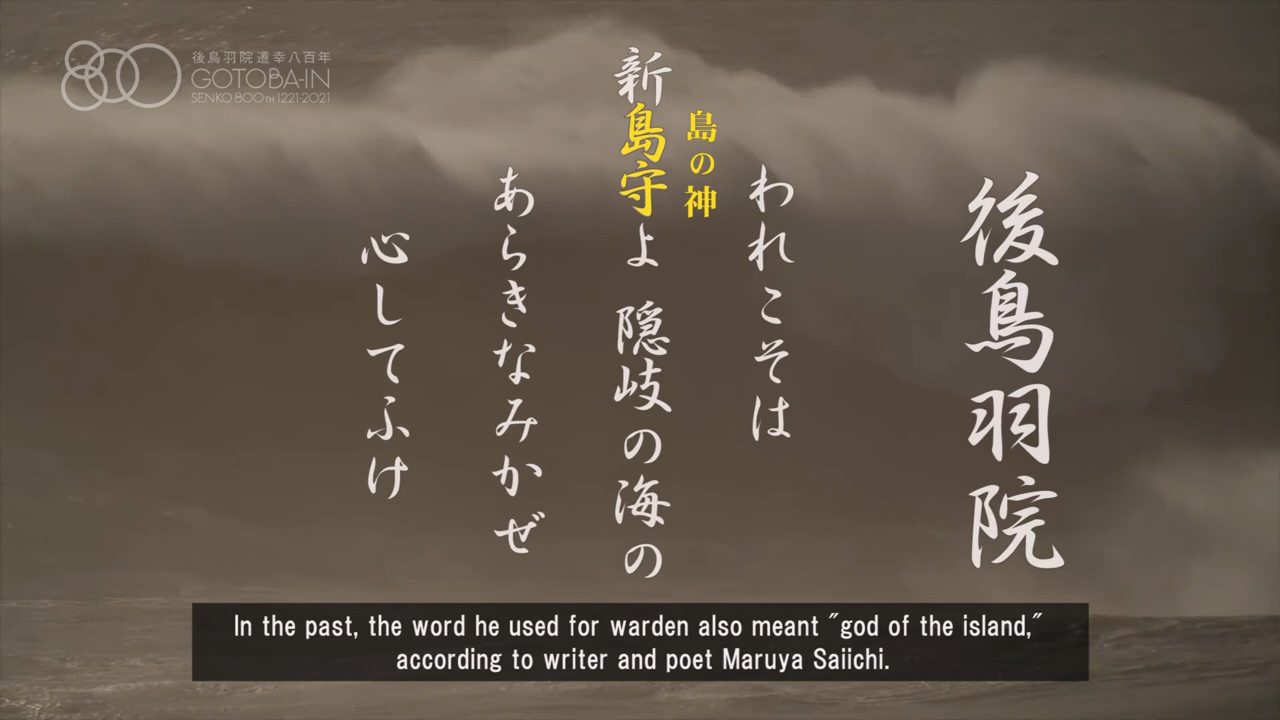 800
後鳥羽院遷幸八百年
GOTOBA-IN
SENKO 800TH 1221-2021
後鳥羽院
われこそは
島の神
新島守よ 隠岐の海の
あらきなみかぜ
心してふけ
In the past, the word he used for warden also meant "god of the island,"
according to writer and poet Maruya Saiichi.